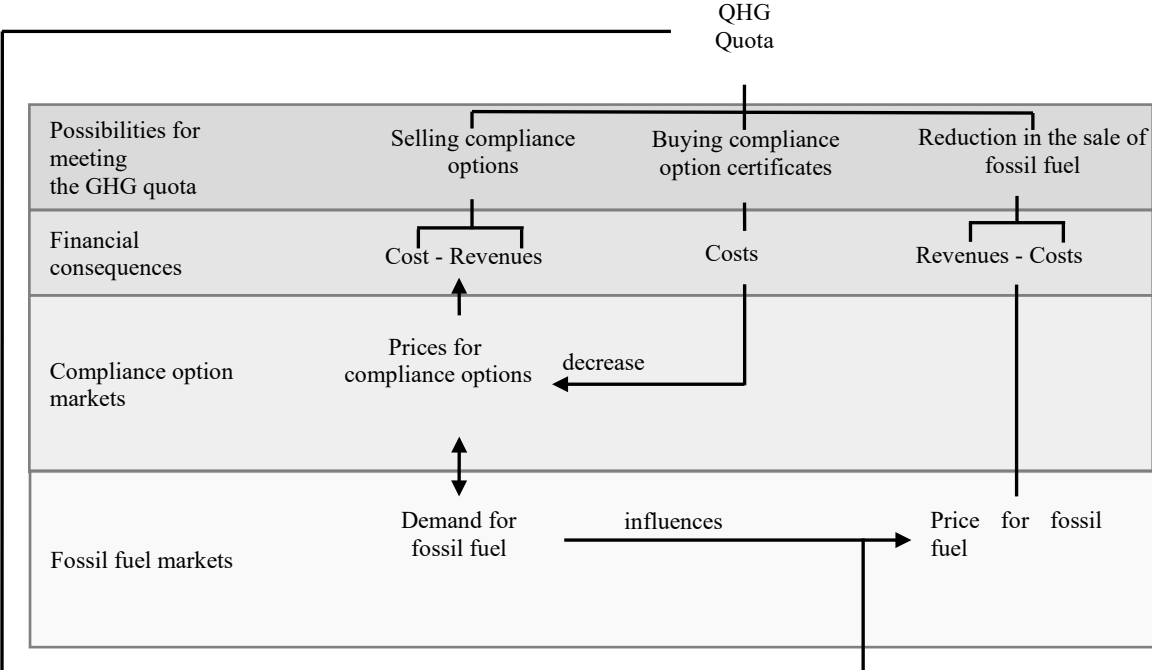 QHG
Quota
Possibilities for
meeting
the GHG quota
Selling compliance
options
Buying compliance
option certificates
Reduction in the sale of
fossil fuel
Financial
consequences
Cost - Revenues
Costs
Revenues - Costs
Compliance option
markets
Prices for
compliance options
decrease
Fossil fuel markets
Demand for
fossil fuel
influences
Price for fossil
fuel